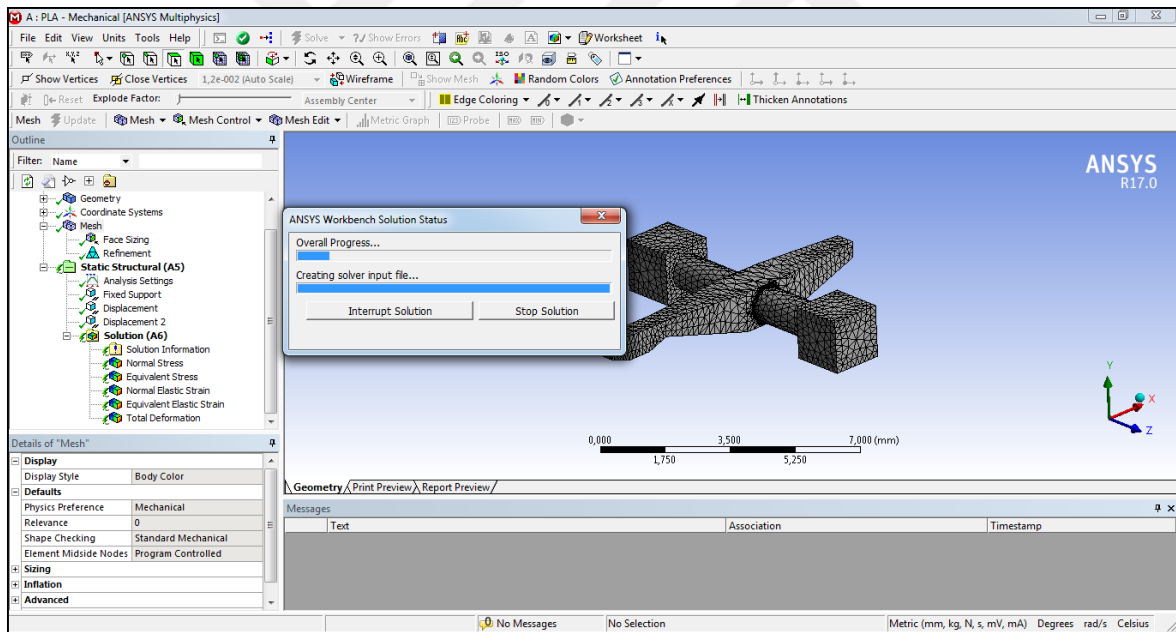 A : PLA - Mechanical [ANSYS Multiphysics]
File Edit View Units Tools Help Solve ?/ Show Errors Worksheet
Show Vertices Close Vertices 1,2e-002 (Auto Scale) Wireframe Show Mesh Random Colors Annotation Preferences
Reset Explode Factor: Assembly Center Edge Coloring Thicken Annotations
Mesh Update Mesh Mesh Control Mesh Edit Metric Graph Probe
Outline
Filter: Name
Geometry
Coordinate Systems
Mesh
Face Sizing
Refinement
Static Structural (A5)
Analysis Settings
Fixed Support
Displacement
Displacement 2
Solution (A6)
Solution Information
Normal Stress
Equivalent Stress
Normal Elastic Strain
Equivalent Elastic Strain
Total Deformation
Details of "Mesh"
Display
Display Style Body Color
Defaults
Physics Preference Mechanical
Relevance 0
Shape Checking Standard Mechanical
Element Midside Nodes Program Controlled
Sizing
Inflation
Advanced
ANSYS
R17.0
ANSYS Workbench Solution Status
Overall Progress...
Creating solver input file...
Interrupt Solution Stop Solution
Y
X
Z
0,000 3,500 7,000 (mm)
1,750 5,250
Geometry Print Preview Report Preview
Messages
Text Association Timestamp
No Messages No Selection Metric (mm, kg, N, s, mV, mA) Degrees rad/s Celsius